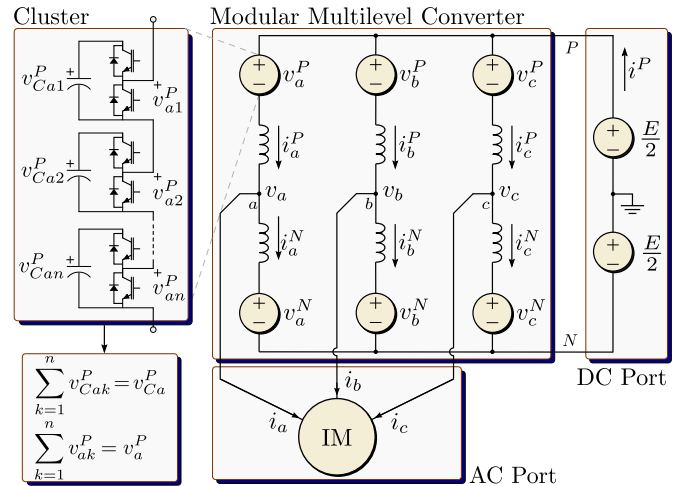 Cluster
Modular Multilevel Converter
v_{Ca1}^P
v_{a1}^P
v_{Ca2}^P
v_{a2}^P
v_{Can}^P
v_{an}^P
v_a^P
v_b^P
v_c^P
P
i^P
i_a^P
i_b^P
i_c^P
E/2
a
v_a
b
v_b
c
v_c
i_a^N
i_b^N
i_c^N
E/2
v_a^N
v_b^N
v_c^N
N
DC Port
\sum_{k=1}^{n} v_{Cak}^P = v_{Ca}^P
\sum_{k=1}^{n} v_{ak}^P = v_a^P
i_a
i_b
i_c
IM
AC Port